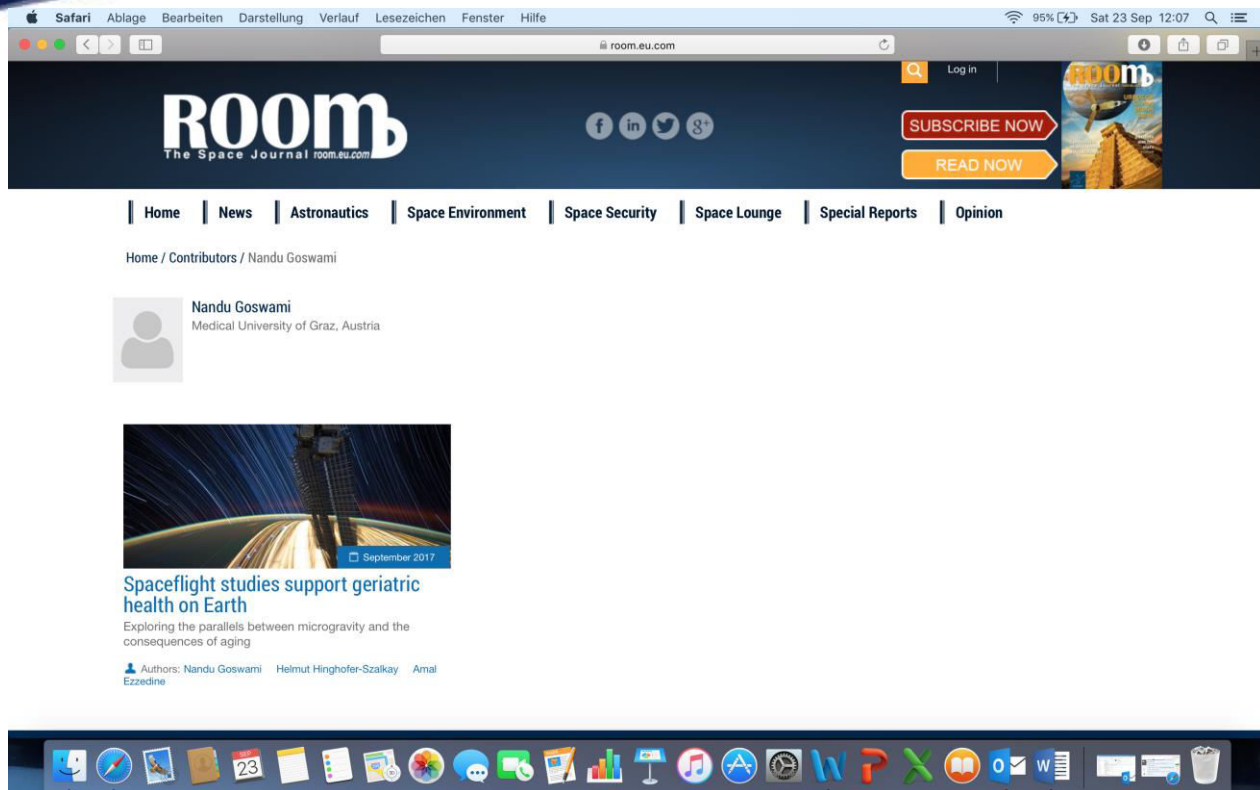 Safari Ablage Bearbeiten Darstellung Verlauf Lesezeichen Fenster Hilfe 95% Sat 23 Sep 12:07
room.eu.com
Log in
ROOM
The Space Journal room.eu.com
SUBSCRIBE NOW
READ NOW
Home News Astronautics Space Environment Space Security Space Lounge Special Reports Opinion
Home / Contributors / Nandu Goswami
Nandu Goswami
Medical University of Graz, Austria
September 2017
Spaceflight studies support geriatric
health on Earth
Exploring the parallels between microgravity and the
consequences of aging
Authors: Nandu Goswami Helmut Hinghofer-Szalkay Amal
Ezzedine
SEP
23